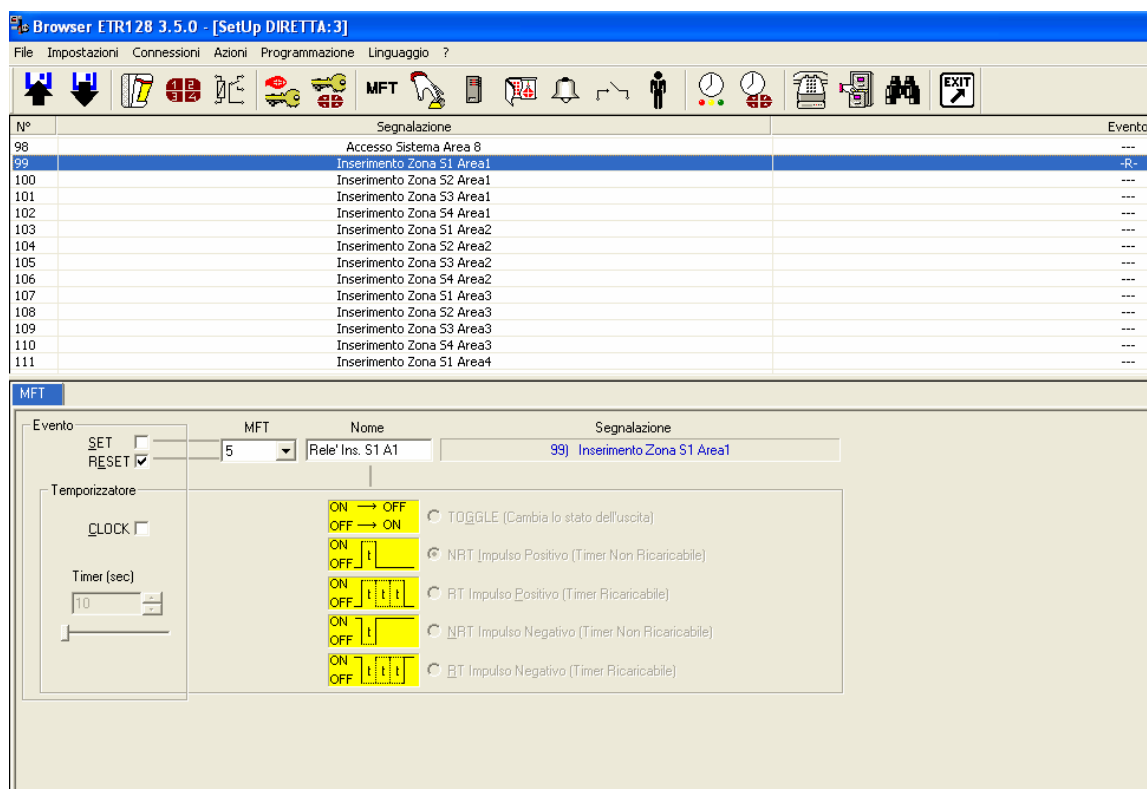 Browser ETR128 3.5.0 - [SetUp DIRETTA:3]
File Impostazioni Connessioni Azioni Programmazione Linguaggio ?
MFT EXIT
N° Segnalazione Evento
98 Accesso Sistema Area 8 ---
99 Inserimento Zona S1 Area1 -R-
100 Inserimento Zona S2 Area1 ---
101 Inserimento Zona S3 Area1 ---
102 Inserimento Zona S4 Area1 ---
103 Inserimento Zona S1 Area2 ---
104 Inserimento Zona S2 Area2 ---
105 Inserimento Zona S3 Area2 ---
106 Inserimento Zona S4 Area2 ---
107 Inserimento Zona S1 Area3 ---
108 Inserimento Zona S2 Area3 ---
109 Inserimento Zona S3 Area3 ---
110 Inserimento Zona S4 Area3 ---
111 Inserimento Zona S1 Area4 ---
MFT
Evento MFT Nome Segnalazione
SET
RESET 5 Rele' Ins. S1 A1 99) Inserimento Zona S1 Area1
Temporizzatore
CLOCK
Timer (sec)
10
ON → OFF
OFF → ON
TOGGLE (Cambia lo stato dell'uscita)
ON
OFF t
NRT Impulso Positivo (Timer Non Ricaricabile)
ON
OFF t t t
RT Impulso Positivo (Timer Ricaricabile)
ON
OFF t
NRT Impulso Negativo (Timer Non Ricaricabile)
ON
OFF t t t
RT Impulso Negativo (Timer Ricaricabile)